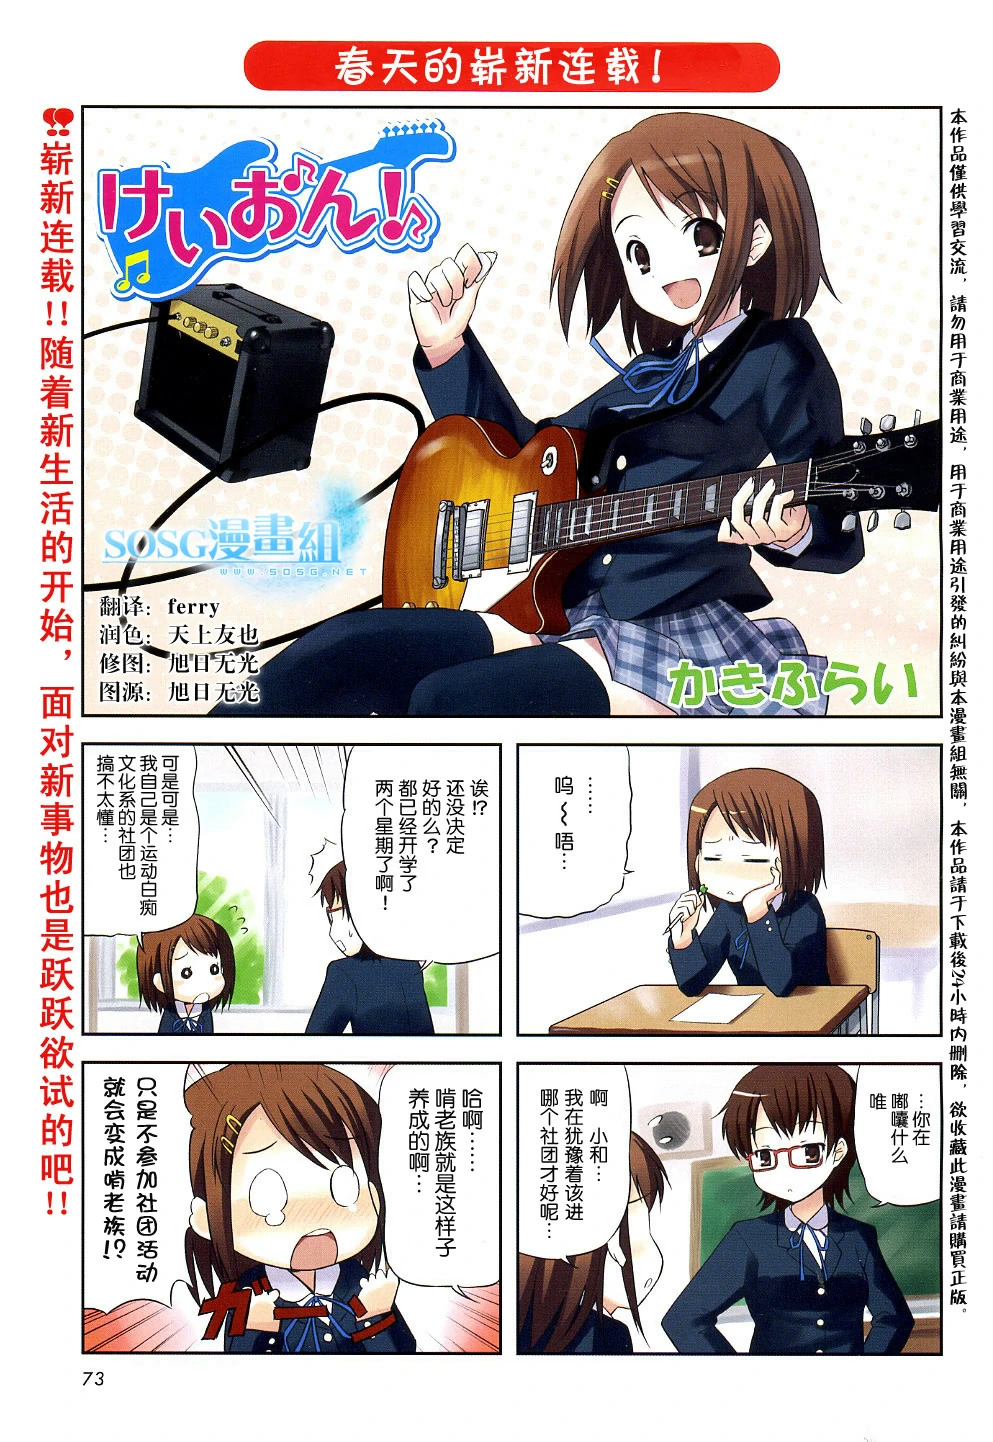 春天的崭新连载!
!!崭新连载!!随着新生活的开始，面对新事物也是跃跃欲试的吧!!
けいおん!
SOSG漫畫組
WWW.SOSG.NET
翻译：ferry
润色：天上友也
修图：旭日无光
图源：旭日无光
かきふらい
本作品僅供學習交流，請勿用于商業用途，用于商業用途引發的糾紛與本漫畫組無關，本作品請于下載後24小時内刪除，欲收藏此漫畫請購買正版。
……
呜～唔…
…你在
嘟囔什么
唯
啊 小和…
我在犹豫着该进
哪个社团才好呢…
诶!?
还没决定
好的么?
都已经开学了
两个星期了啊!
可是可是…
我自己是个运动白痴
文化系的社团也
搞不太懂…
哈啊……
啃老族就是这样子
养成的啊…
只是不参加社团活动
就会变成啃老族!?
ガーーン
73